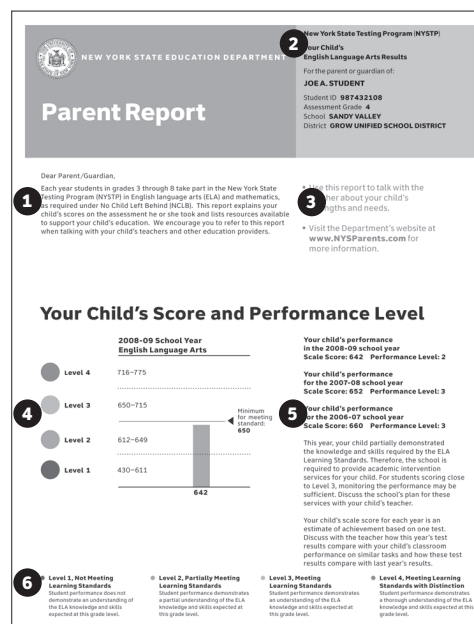 2
New York State Testing Program (NYSTP)
NEW YORK STATE EDUCATION DEPARTMENT
Your Child's
English Language Arts Results
For the parent or guardian of:
JOE A. STUDENT
Student ID 987432108
Assessment Grade 4
School SANDY VALLEY
District GROW UNIFIED SCHOOL DISTRICT
Parent Report
Dear Parent/Guardian,
1
Each year students in grades 3 through 8 take part in the New York State
Testing Program (NYSTP) in English language arts (ELA) and mathematics,
as required under No Child Left Behind (NCLB). This report explains your
child's scores on the assessment he or she took and lists resources available
to support your child's education. We encourage you to refer to this report
when talking with your child's teachers and other education providers.
3
• Use this report to talk with the
about your child's
and needs.
• Visit the Department's website at
www.NYSParents.com for
more information.
Your Child's Score and Performance Level
2008-09 School Year
English Language Arts
Level 4 716–775
4
Level 3 650–715
Level 2 612–649
Level 1 430–611
Minimum
for meeting
standard:
650
642
Your child's performance
in the 2008-09 school year
Scale Score: 642 Performance Level: 2
Your child's performance
for the 2007-08 school year
Scale Score: 652 Performance Level: 3
5
Your child's performance
for the 2006-07 school year
Scale Score: 660 Performance Level: 3
This year, your child partially demonstrated
the knowledge and skills required by the ELA
Learning Standards. Therefore, the school is
required to provide academic intervention
services for your child. For students scoring close
to Level 3, monitoring the performance may be
sufficient. Discuss the school's plan for these
services with your child's teacher.
Your child's scale score for each year is an
estimate of achievement based on one test.
Discuss with the teacher how this year's test
results compare with your child's classroom
performance on similar tasks and how these test
results compare with last year's results.
6
Level 1, Not Meeting
Learning Standards
Student performance does not
demonstrate an understanding of
the ELA knowledge and skills
expected at this grade level.
Level 2, Partially Meeting
Learning Standards
Student performance demonstrates
a partial understanding of the ELA
knowledge and skills expected at
this grade level.
Level 3, Meeting
Learning Standards
Student performance demonstrates
an understanding of the ELA
knowledge and skills expected at
this grade level.
Level 4, Meeting Learning
Standards with Distinction
Student performance demonstrates
a thorough understanding of the ELA
knowledge and skills expected at this
grade level.